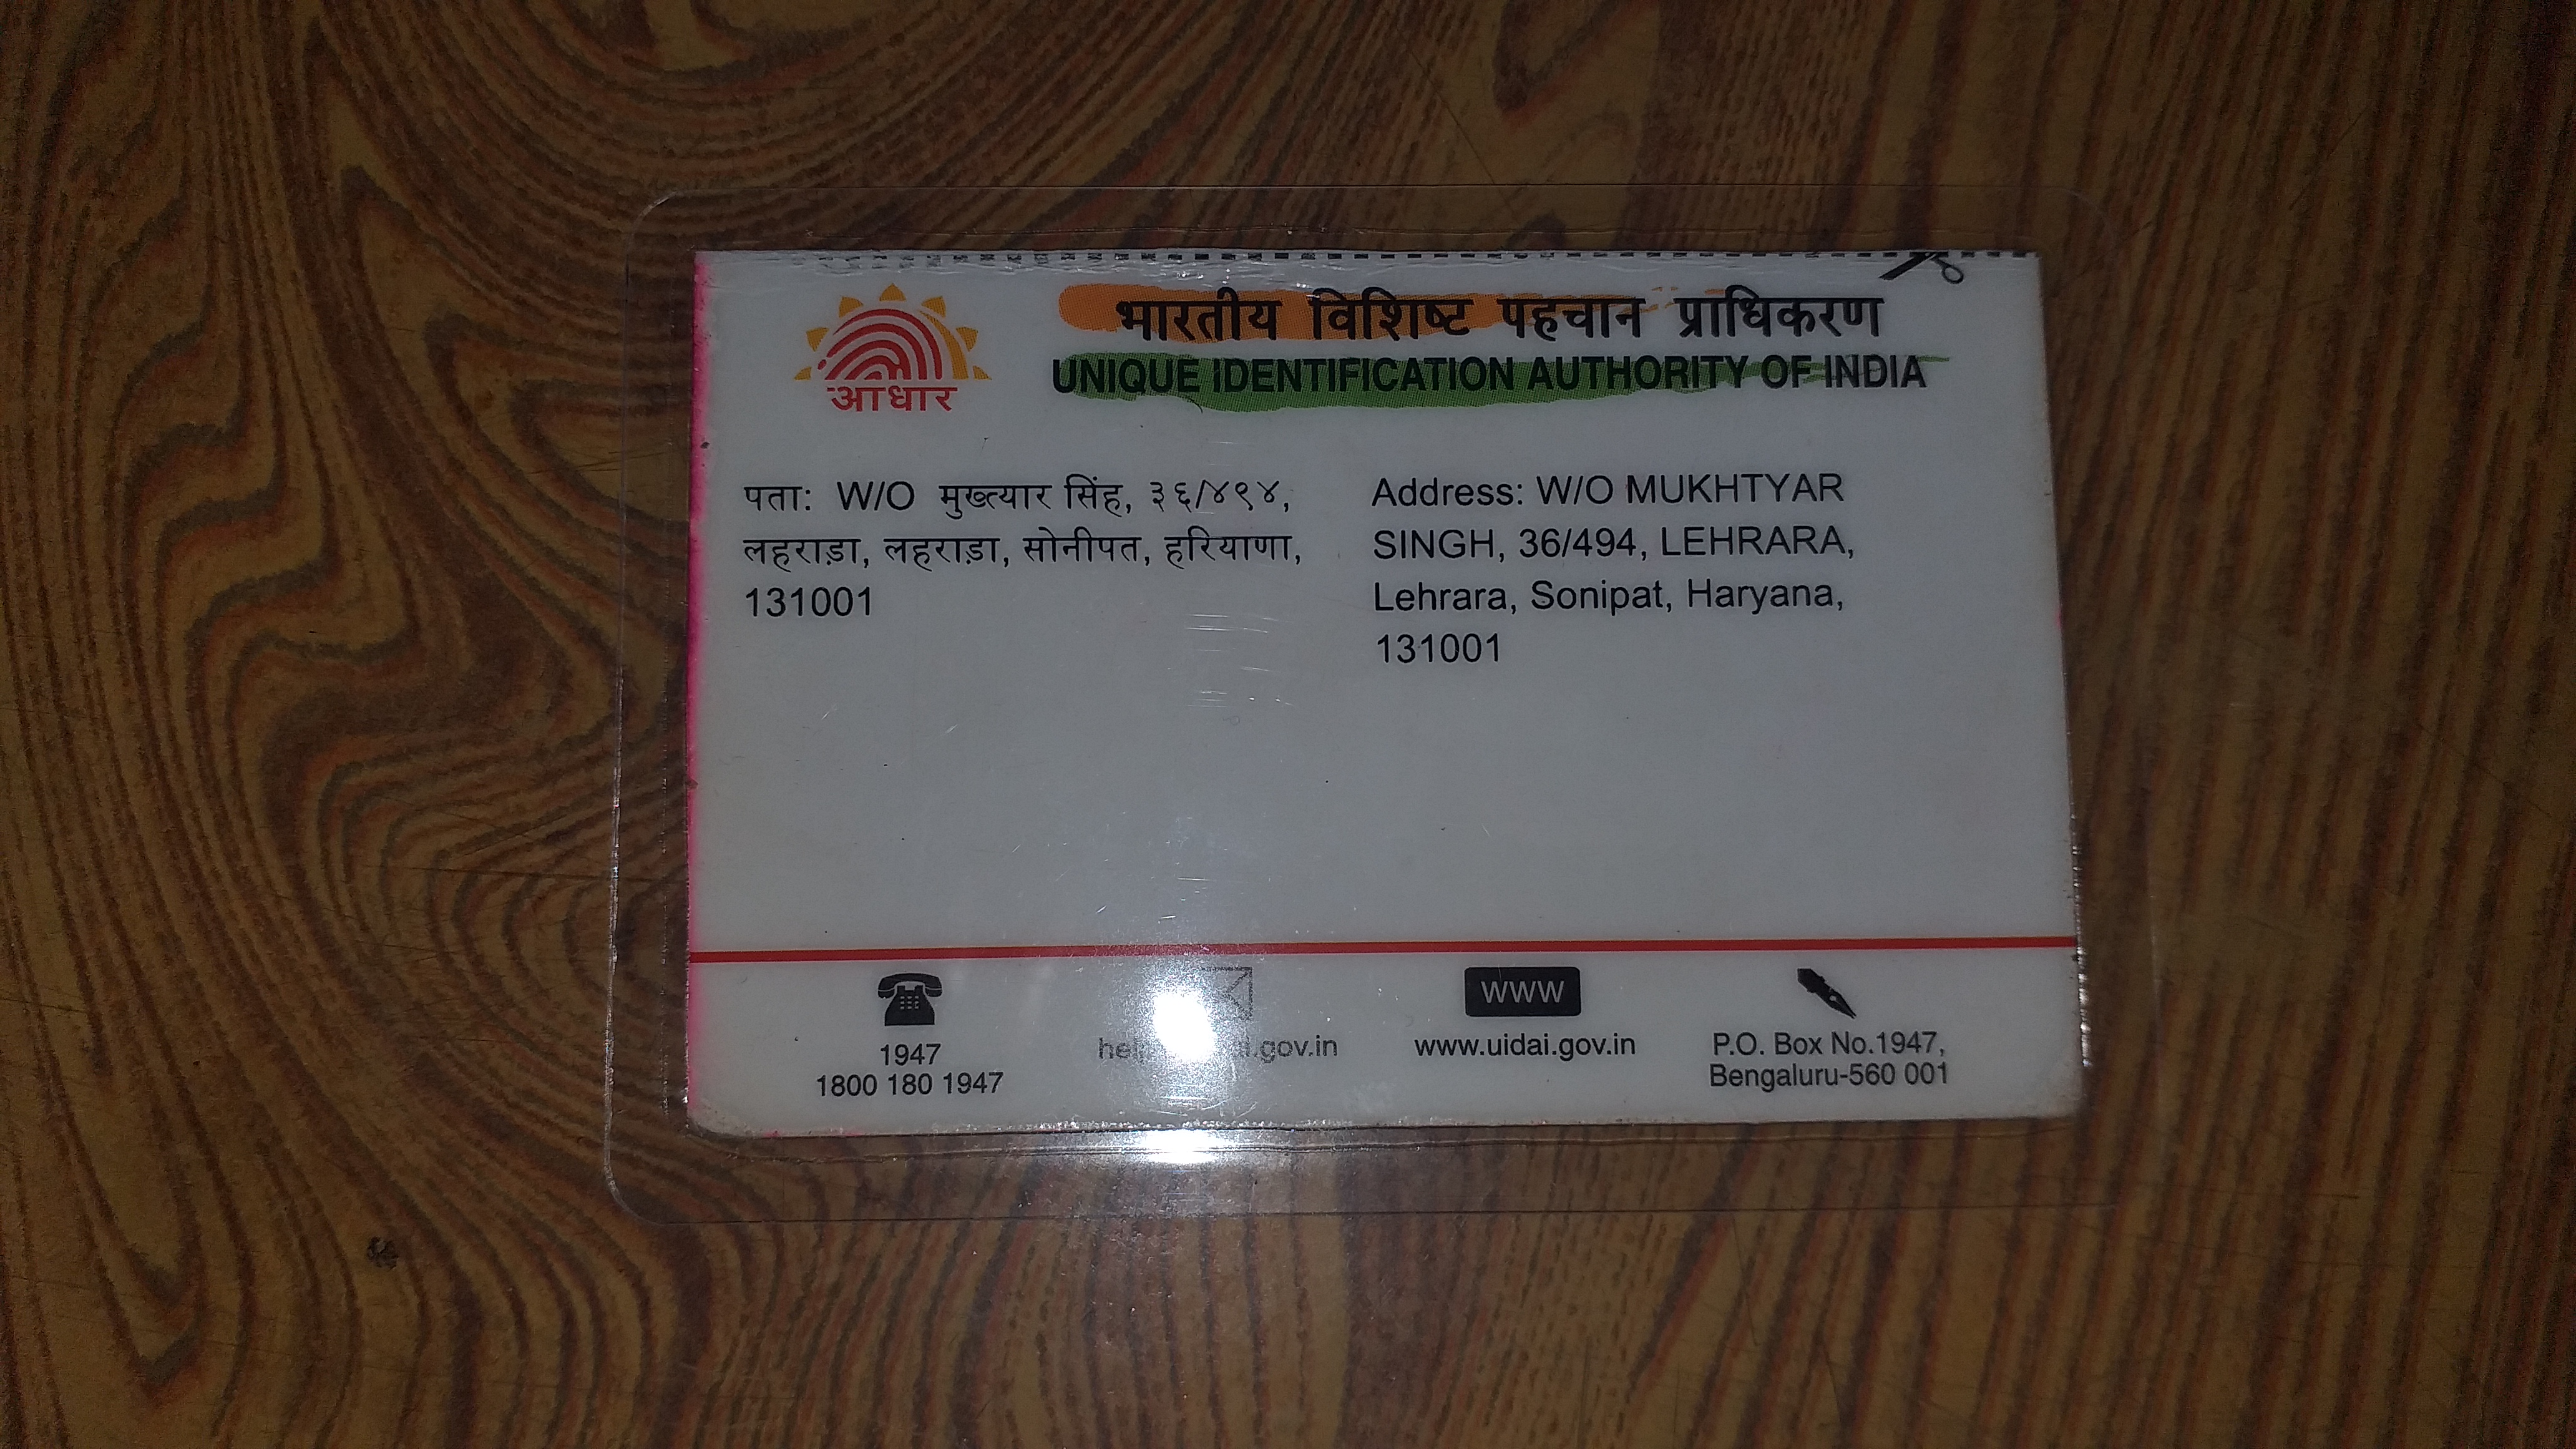 भारतीय विशिष्ट पहचान प्राधिकरण
UNIQUE IDENTIFICATION AUTHORITY OF INDIA
आधार
पता: W/O मुख्त्यार सिंह, ३६/४९४,
लहराड़ा, लहराड़ा, सोनीपत, हरियाणा,
131001
Address: W/O MUKHTYAR
SINGH, 36/494, LEHRARA,
Lehrara, Sonipat, Haryana,
131001
1947
1800 180 1947
WWW
www.uidai.gov.in
P.O. Box No.1947,
Bengaluru-560 001